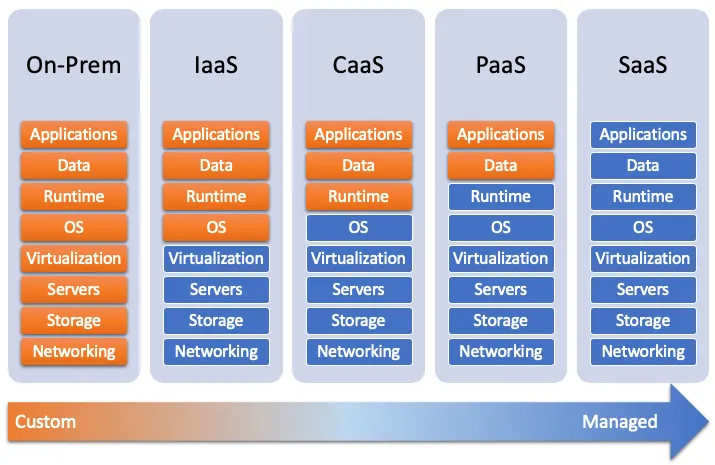 On-Prem
Applications
Data
Runtime
OS
Virtualization
Servers
Storage
Networking
IaaS
Applications
Data
Runtime
OS
Virtualization
Servers
Storage
Networking
CaaS
Applications
Data
Runtime
OS
Virtualization
Servers
Storage
Networking
PaaS
Applications
Data
Runtime
OS
Virtualization
Servers
Storage
Networking
SaaS
Applications
Data
Runtime
OS
Virtualization
Servers
Storage
Networking
Custom
Managed